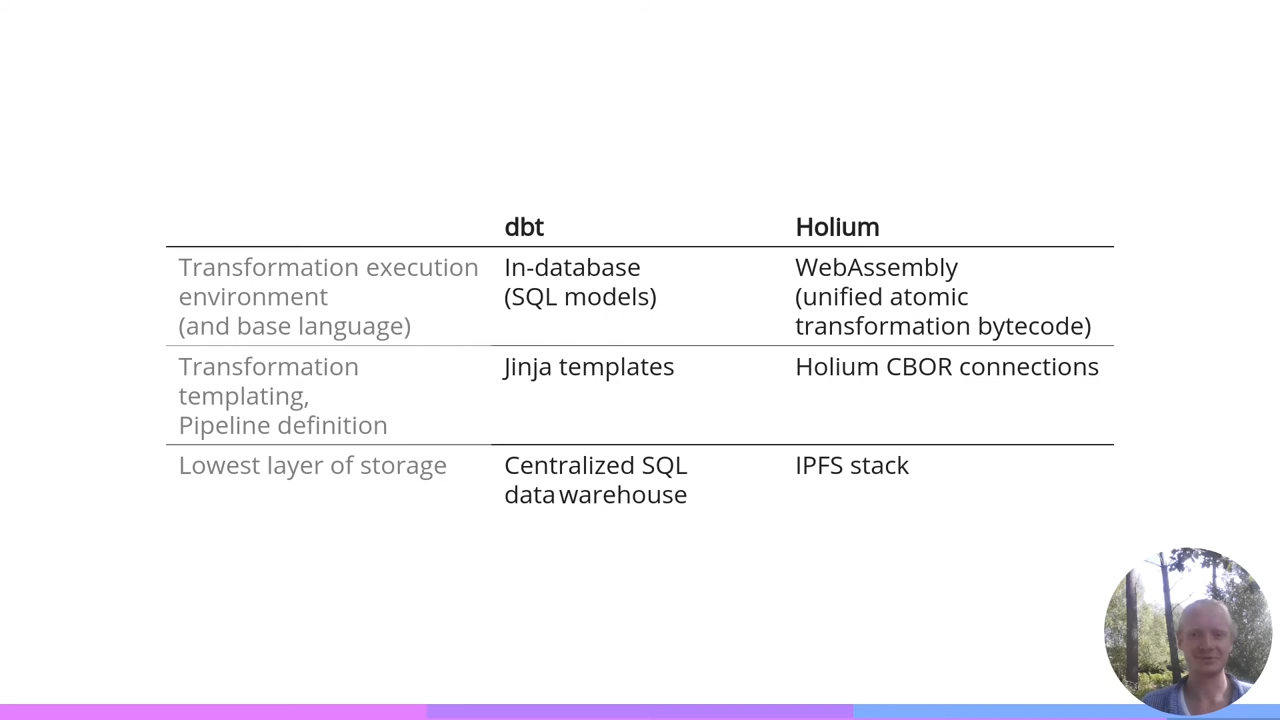 dbt Holium
Transformation execution In-database WebAssembly
environment (SQL models) (unified atomic
(and base language) transformation bytecode)
Transformation Jinja templates Holium CBOR connections
templating,
Pipeline definition
Lowest layer of storage Centralized SQL IPFS stack
data warehouse